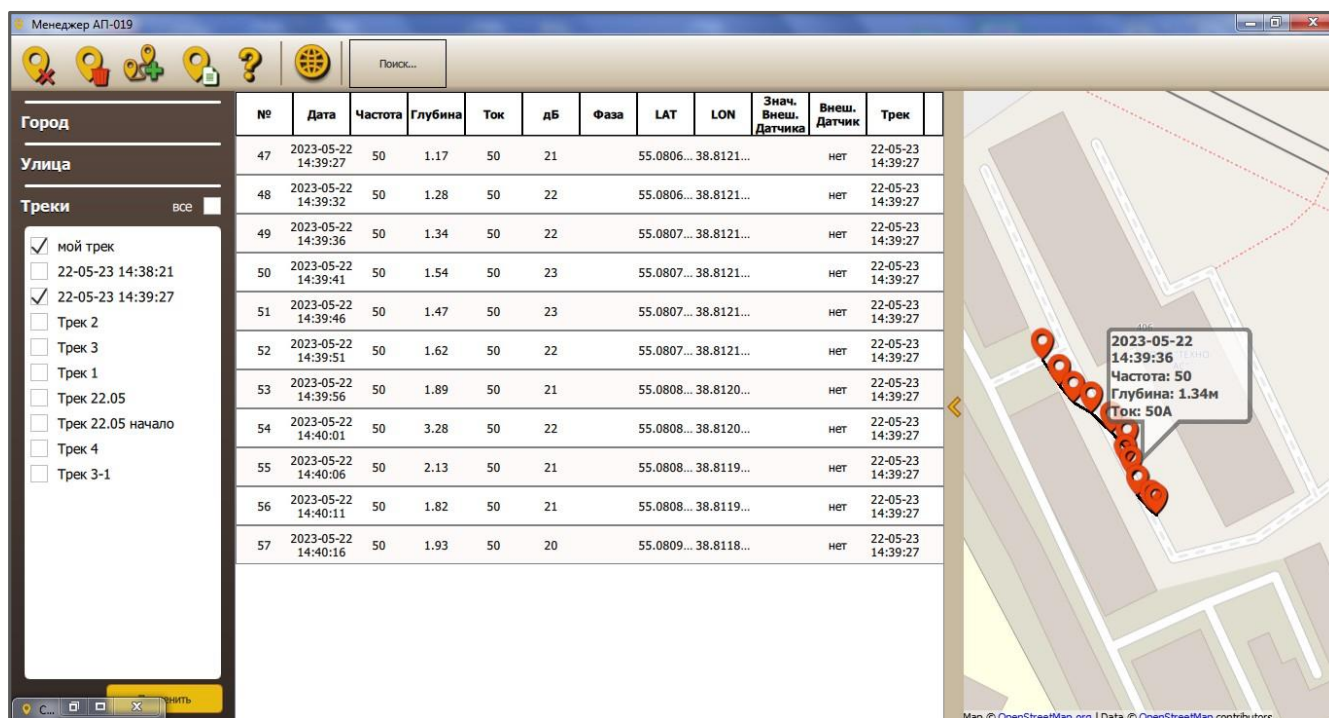 Менеджер АП-019
Поиск...
Город
Улица
Треки все
мой трек
22-05-23 14:38:21
22-05-23 14:39:27
Трек 2
Трек 3
Трек 1
Трек 22.05
Трек 22.05 начало
Трек 4
Трек 3-1
С...
№ Дата Частота Глубина Ток дБ Фаза LAT LON Знач. Внеш. Датчика Внеш. Датчик Трек
47 2023-05-22 14:39:27 50 1.17 50 21 55.0806... 38.8121... нет 22-05-23 14:39:27
48 2023-05-22 14:39:32 50 1.28 50 22 55.0806... 38.8121... нет 22-05-23 14:39:27
49 2023-05-22 14:39:36 50 1.34 50 22 55.0807... 38.8121... нет 22-05-23 14:39:27
50 2023-05-22 14:39:41 50 1.54 50 23 55.0807... 38.8121... нет 22-05-23 14:39:27
51 2023-05-22 14:39:46 50 1.47 50 23 55.0807... 38.8121... нет 22-05-23 14:39:27
52 2023-05-22 14:39:51 50 1.62 50 22 55.0807... 38.8121... нет 22-05-23 14:39:27
53 2023-05-22 14:39:56 50 1.89 50 21 55.0808... 38.8120... нет 22-05-23 14:39:27
54 2023-05-22 14:40:01 50 3.28 50 22 55.0808... 38.8120... нет 22-05-23 14:39:27
55 2023-05-22 14:40:06 50 2.13 50 21 55.0808... 38.8119... нет 22-05-23 14:39:27
56 2023-05-22 14:40:11 50 1.82 50 21 55.0808... 38.8119... нет 22-05-23 14:39:27
57 2023-05-22 14:40:16 50 1.93 50 20 55.0809... 38.8118... нет 22-05-23 14:39:27
2023-05-22
14:39:36
Частота: 50
Глубина: 1.34м
Ток: 50А
Map © OpenStreetMap.org | Data © OpenStreetMap contributors